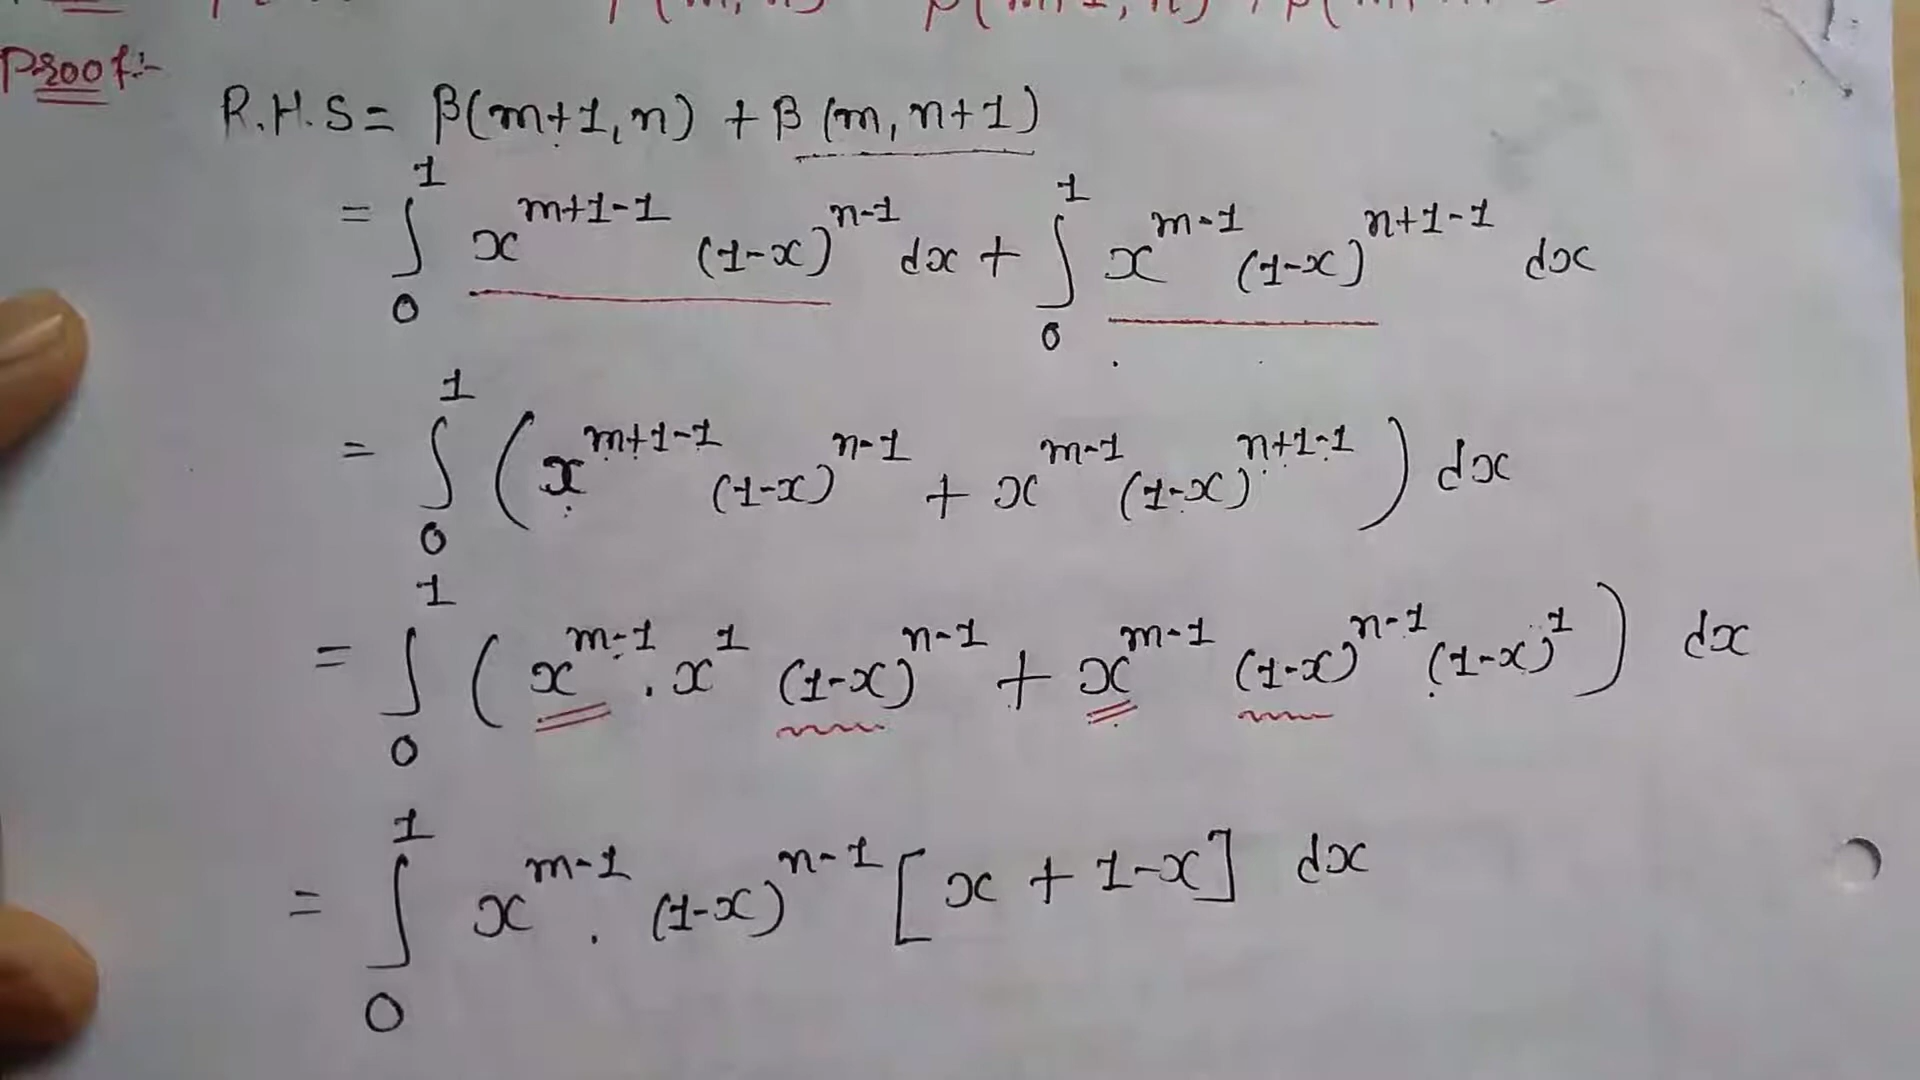 β(m, n) β(m+1, n) + β(m,
Proof:-
R.H.S = β(m+1, n) + β(m, n+1)
= ∫₀¹ x^(m+1-1) (1-x)^(n-1) dx + ∫₀¹ x^(m-1) (1-x)^(n+1-1) dx
= ∫₀¹ ( x^(m+1-1) (1-x)^(n-1) + x^(m-1) (1-x)^(n+1-1) ) dx
= ∫₀¹ ( x^(m-1) . x^1 (1-x)^(n-1) + x^(m-1) (1-x)^(n-1) (1-x)^1 ) dx
= ∫₀¹ x^(m-1) . (1-x)^(n-1) [ x + 1-x ] dx